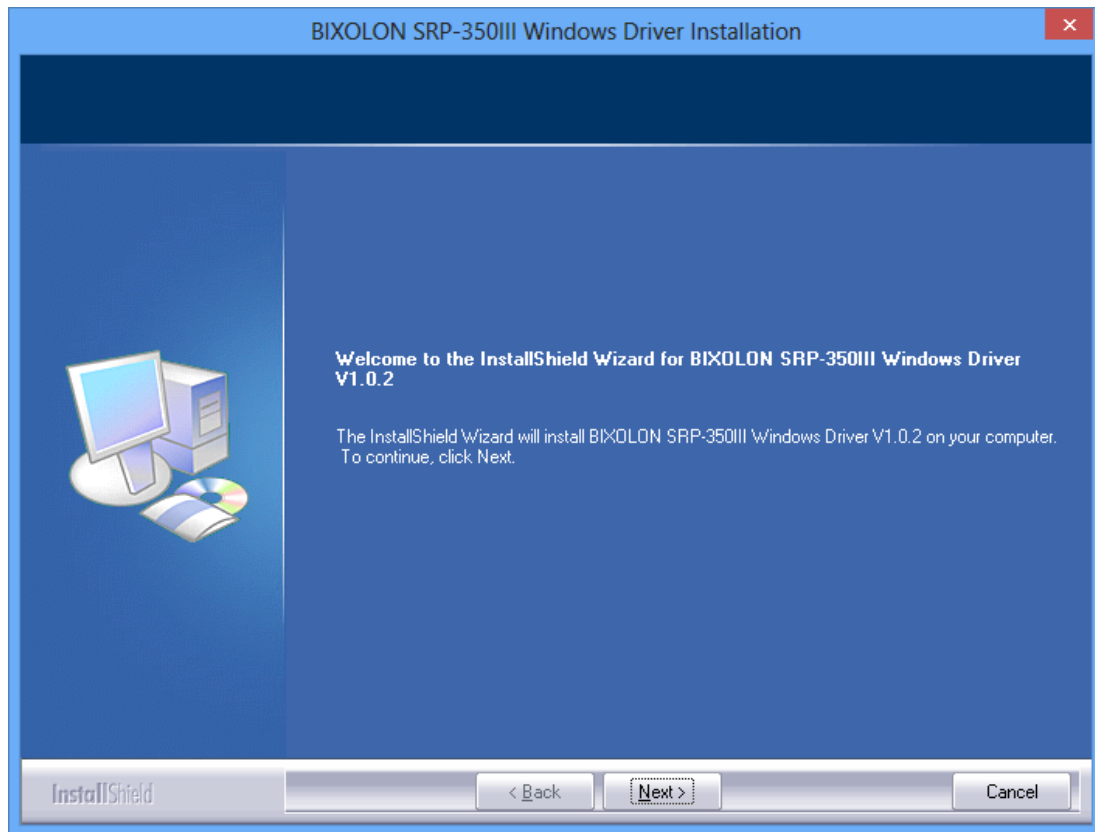 BIXOLON SRP-350III Windows Driver Installation
Welcome to the InstallShield Wizard for BIXOLON SRP-350III Windows Driver
V1.0.2
The InstallShield Wizard will install BIXOLON SRP-350III Windows Driver V1.0.2 on your computer.
To continue, click Next.
InstallShield
< Back
Next >
Cancel